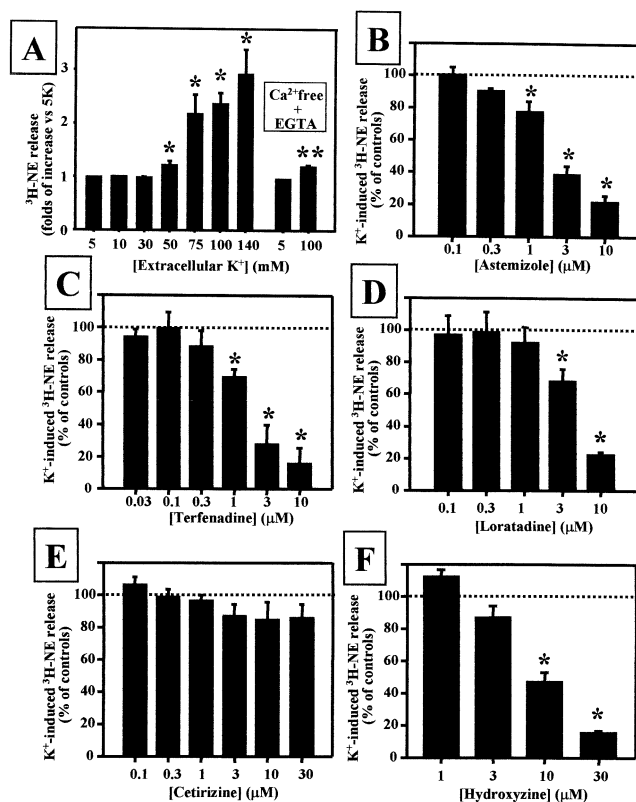 A
³H-NE release
(folds of increase vs 5K)
3
2
1
0
* * * * *
**
Ca²⁺free
+
EGTA
5 10 30 50 75 100 140 5 100
[Extracellular K⁺] (mM)
B
K⁺-induced ³H-NE release
(% of controls)
100
80
60
40
20
0
* * *
0.1 0.3 1 3 10
[Astemizole] (μM)
C
K⁺-induced ³H-NE release
(% of controls)
100
80
60
40
20
0
* * *
0.03 0.1 0.3 1 3 10
[Terfenadine] (μM)
D
K⁺-induced ³H-NE release
(% of controls)
100
80
60
40
20
0
* *
0.1 0.3 1 3 10
[Loratadine] (μM)
E
K⁺-induced ³H-NE release
(% of controls)
100
80
60
40
20
0
0.1 0.3 1 3 10 30
[Cetirizine] (μM)
F
K⁺-induced ³H-NE release
(% of controls)
100
80
60
40
20
0
* *
1 3 10 30
[Hydroxyzine] (μM)